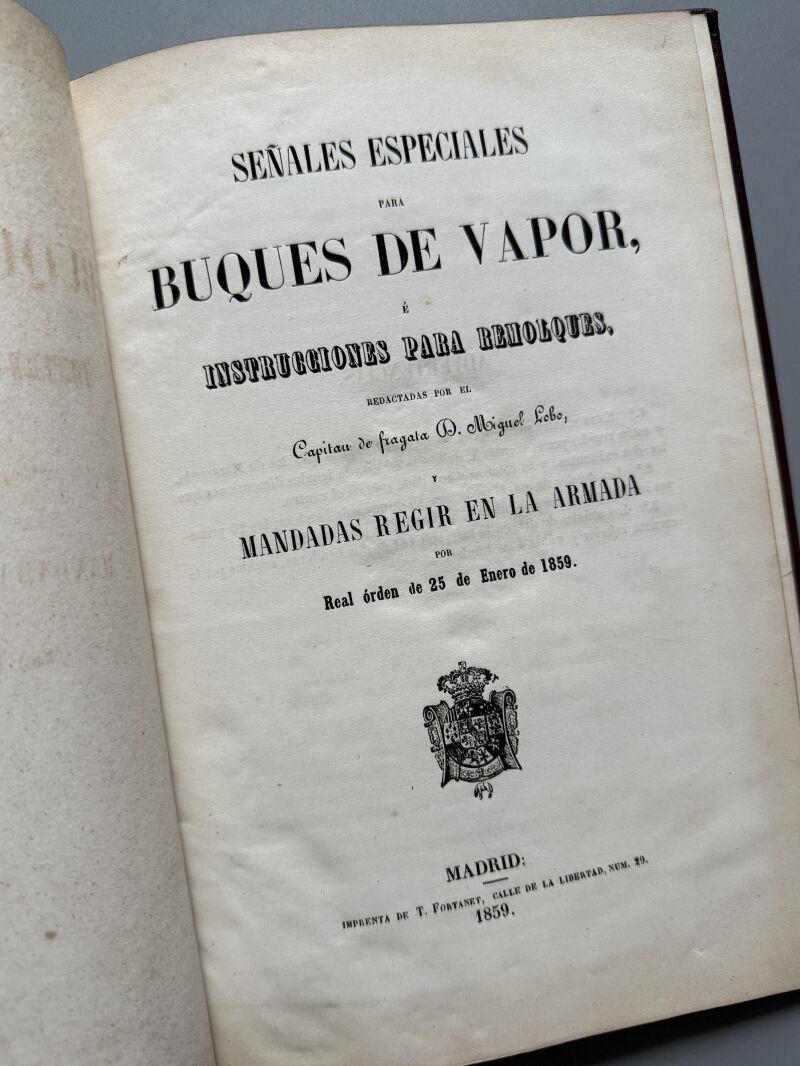 SEÑALES ESPECIALES
PARA
BUQUES DE VAPOR,
É
INSTRUCCIONES PARA REMOLQUES,
REDACTADAS POR EL
Capitan de fragata D. Miguel Lobo,
Y
MANDADAS REGIR EN LA ARMADA
POR
Real órden de 25 de Enero de 1859.
MADRID:
IMPRENTA DE T. FORTANET, CALLE DE LA LIBERTAD, NUM. 29.
1859.